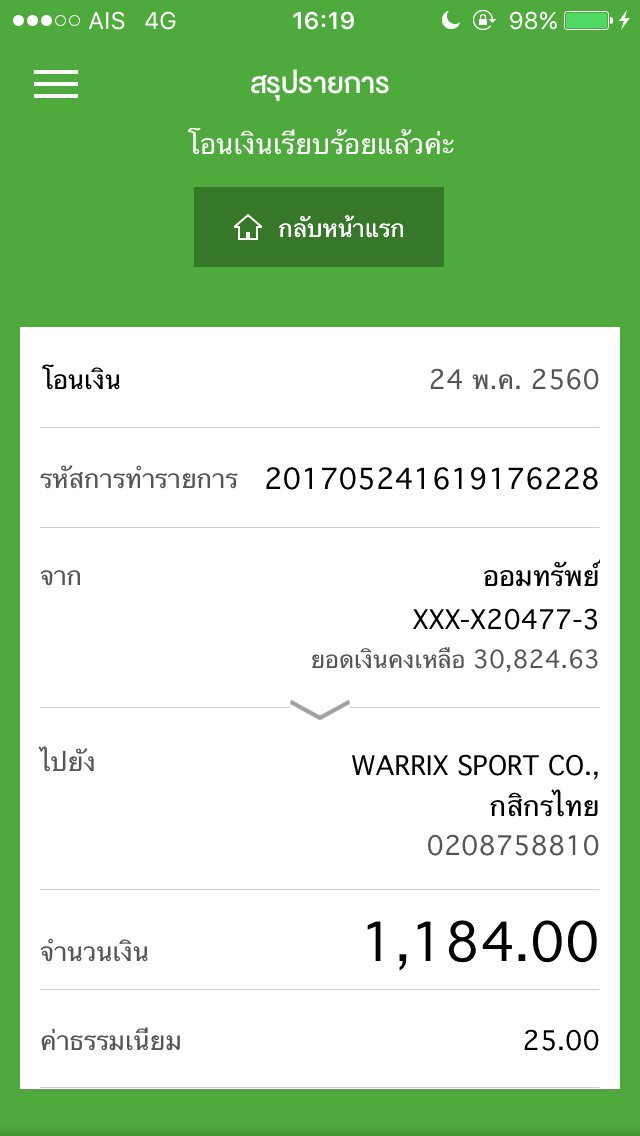 AIS 4G 16:19 98%
สรุปรายการ
โอนเงินเรียบร้อยแล้วค่ะ
กลับหน้าแรก
โอนเงิน 24 พ.ค. 2560
รหัสการทำรายการ 201705241619176228
จาก ออมทรัพย์
XXX-X20477-3
ยอดเงินคงเหลือ 30,824.63
ไปยัง WARRIX SPORT CO.,
กสิกรไทย
0208758810
จำนวนเงิน 1,184.00
ค่าธรรมเนียม 25.00